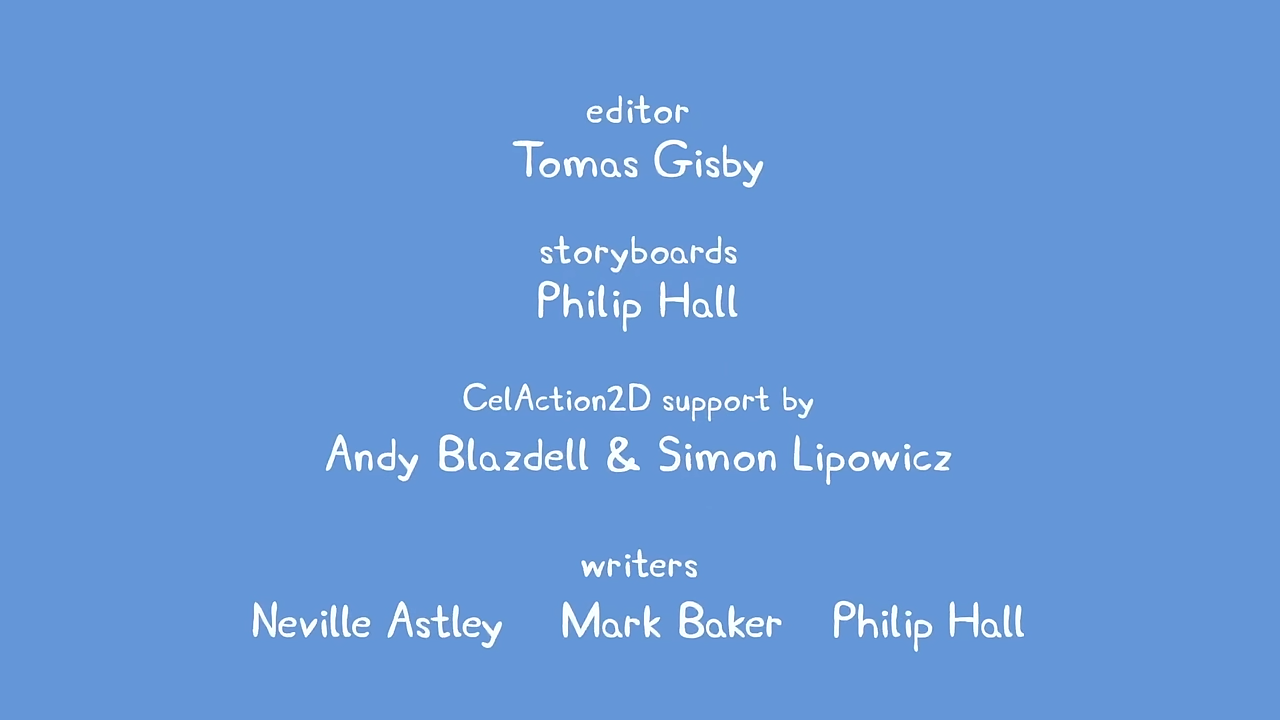 editor
Tomas Gisby
storyboards
Philip Hall
CelAction2D support by
Andy Blazdell & Simon Lipowicz
writers
Neville Astley Mark Baker Philip Hall